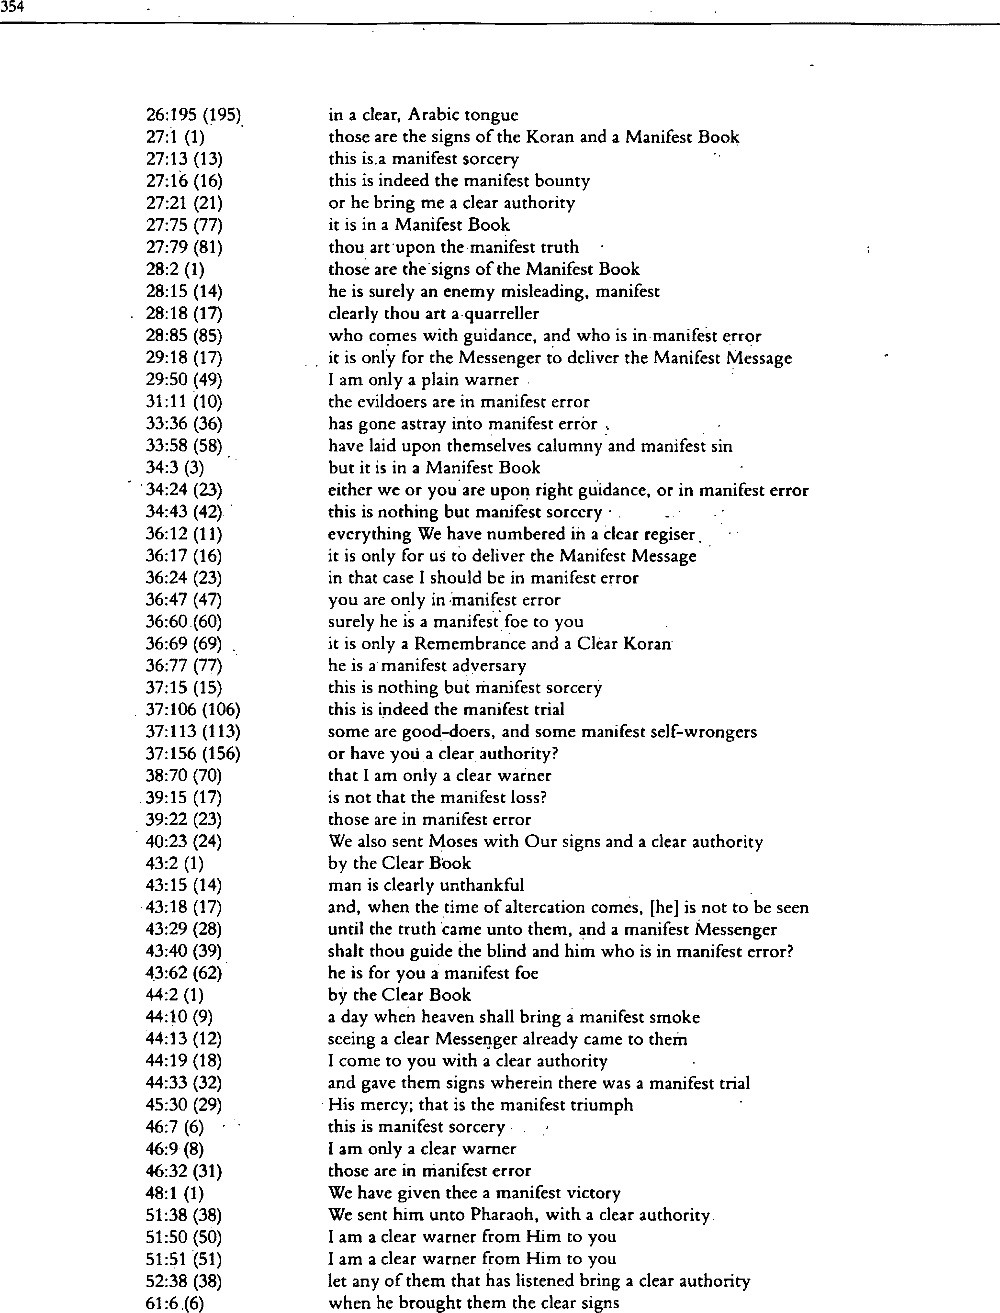 354
26:195 (195) in a clear, Arabic tongue
27:1 (1) those are the signs of the Koran and a Manifest Book
27:13 (13) this is a manifest sorcery
27:16 (16) this is indeed the manifest bounty
27:21 (21) or he bring me a clear authority
27:75 (77) it is in a Manifest Book
27:79 (81) thou art upon the manifest truth
28:2 (1) those are the signs of the Manifest Book
28:15 (14) he is surely an enemy misleading, manifest
28:18 (17) clearly thou art a quarreller
28:85 (85) who comes with guidance, and who is in manifest error
29:18 (17) it is only for the Messenger to deliver the Manifest Message
29:50 (49) I am only a plain warner
31:11 (10) the evildoers are in manifest error
33:36 (36) has gone astray into manifest error
33:58 (58) have laid upon themselves calumny and manifest sin
34:3 (3) but it is in a Manifest Book
34:24 (23) either we or you are upon right guidance, or in manifest error
34:43 (42) this is nothing but manifest sorcery
36:12 (11) everything We have numbered in a clear regiser
36:17 (16) it is only for us to deliver the Manifest Message
36:24 (23) in that case I should be in manifest error
36:47 (47) you are only in manifest error
36:60 (60) surely he is a manifest foe to you
36:69 (69) it is only a Remembrance and a Clear Koran
36:77 (77) he is a manifest adversary
37:15 (15) this is nothing but manifest sorcery
37:106 (106) this is indeed the manifest trial
37:113 (113) some are good-doers, and some manifest self-wrongers
37:156 (156) or have you a clear authority?
38:70 (70) that I am only a clear warner
39:15 (17) is not that the manifest loss?
39:22 (23) those are in manifest error
40:23 (24) We also sent Moses with Our signs and a clear authority
43:2 (1) by the Clear Book
43:15 (14) man is clearly unthankful
43:18 (17) and, when the time of altercation comes, [he] is not to be seen
43:29 (28) until the truth came unto them, and a manifest Messenger
43:40 (39) shalt thou guide the blind and him who is in manifest error?
43:62 (62) he is for you a manifest foe
44:2 (1) by the Clear Book
44:10 (9) a day when heaven shall bring a manifest smoke
44:13 (12) seeing a clear Messenger already came to them
44:19 (18) I come to you with a clear authority
44:33 (32) and gave them signs wherein there was a manifest trial
45:30 (29) His mercy; that is the manifest triumph
46:7 (6) this is manifest sorcery
46:9 (8) I am only a clear warner
46:32 (31) those are in manifest error
48:1 (1) We have given thee a manifest victory
51:38 (38) We sent him unto Pharaoh, with a clear authority
51:50 (50) I am a clear warner from Him to you
51:51 (51) I am a clear warner from Him to you
52:38 (38) let any of them that has listened bring a clear authority
61:6 (6) when he brought them the clear signs